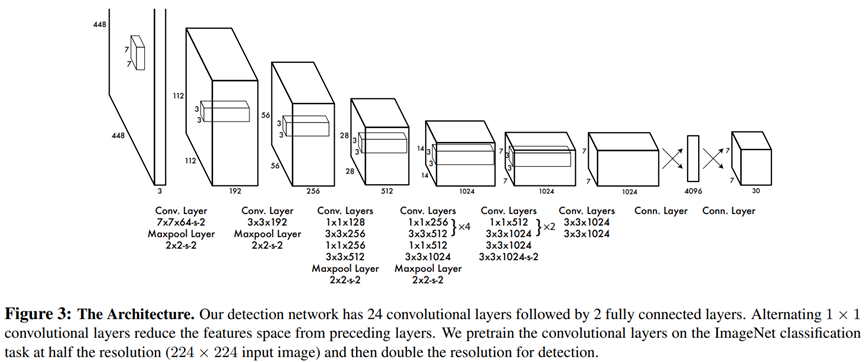 448
7
7
448
3
112
3
3
112
192
56
3
3
56
256
28
3
3
28
512
14
3
3
14
1024
7
3
3
7
1024
7
7
1024
4096
7
7
30
Conv. Layer
7x7x64-s-2
Maxpool Layer
2x2-s-2
Conv. Layer
3x3x192
Maxpool Layer
2x2-s-2
Conv. Layers
1x1x128
3x3x256
1x1x256
3x3x512
Maxpool Layer
2x2-s-2
Conv. Layers
1x1x256
3x3x512
}×4
1x1x512
3x3x1024
Maxpool Layer
2x2-s-2
Conv. Layers
1x1x512
3x3x1024
}×2
3x3x1024
3x3x1024-s-2
Conv. Layers
3x3x1024
3x3x1024
Conn. Layer
Conn. Layer
Figure 3: The Architecture. Our detection network has 24 convolutional layers followed by 2 fully connected layers. Alternating 1 × 1
convolutional layers reduce the features space from preceding layers. We pretrain the convolutional layers on the ImageNet classification
task at half the resolution (224 × 224 input image) and then double the resolution for detection.